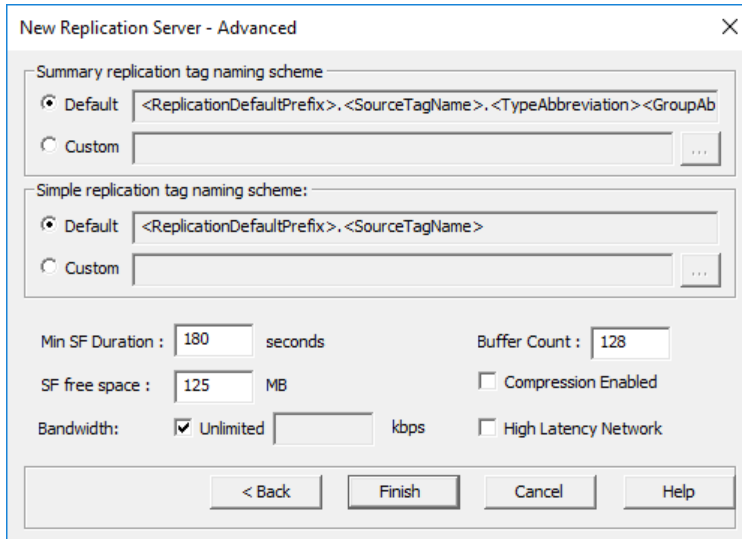 New Replication Server - Advanced
Summary replication tag naming scheme
Default <ReplicationDefaultPrefix>.<SourceTagName>.<TypeAbbreviation><GroupAb
Custom ...
Simple replication tag naming scheme:
Default <ReplicationDefaultPrefix>.<SourceTagName>
Custom ...
Min SF Duration : 180 seconds Buffer Count : 128
SF free space : 125 MB Compression Enabled
Bandwidth: Unlimited kbps High Latency Network
< Back Finish Cancel Help